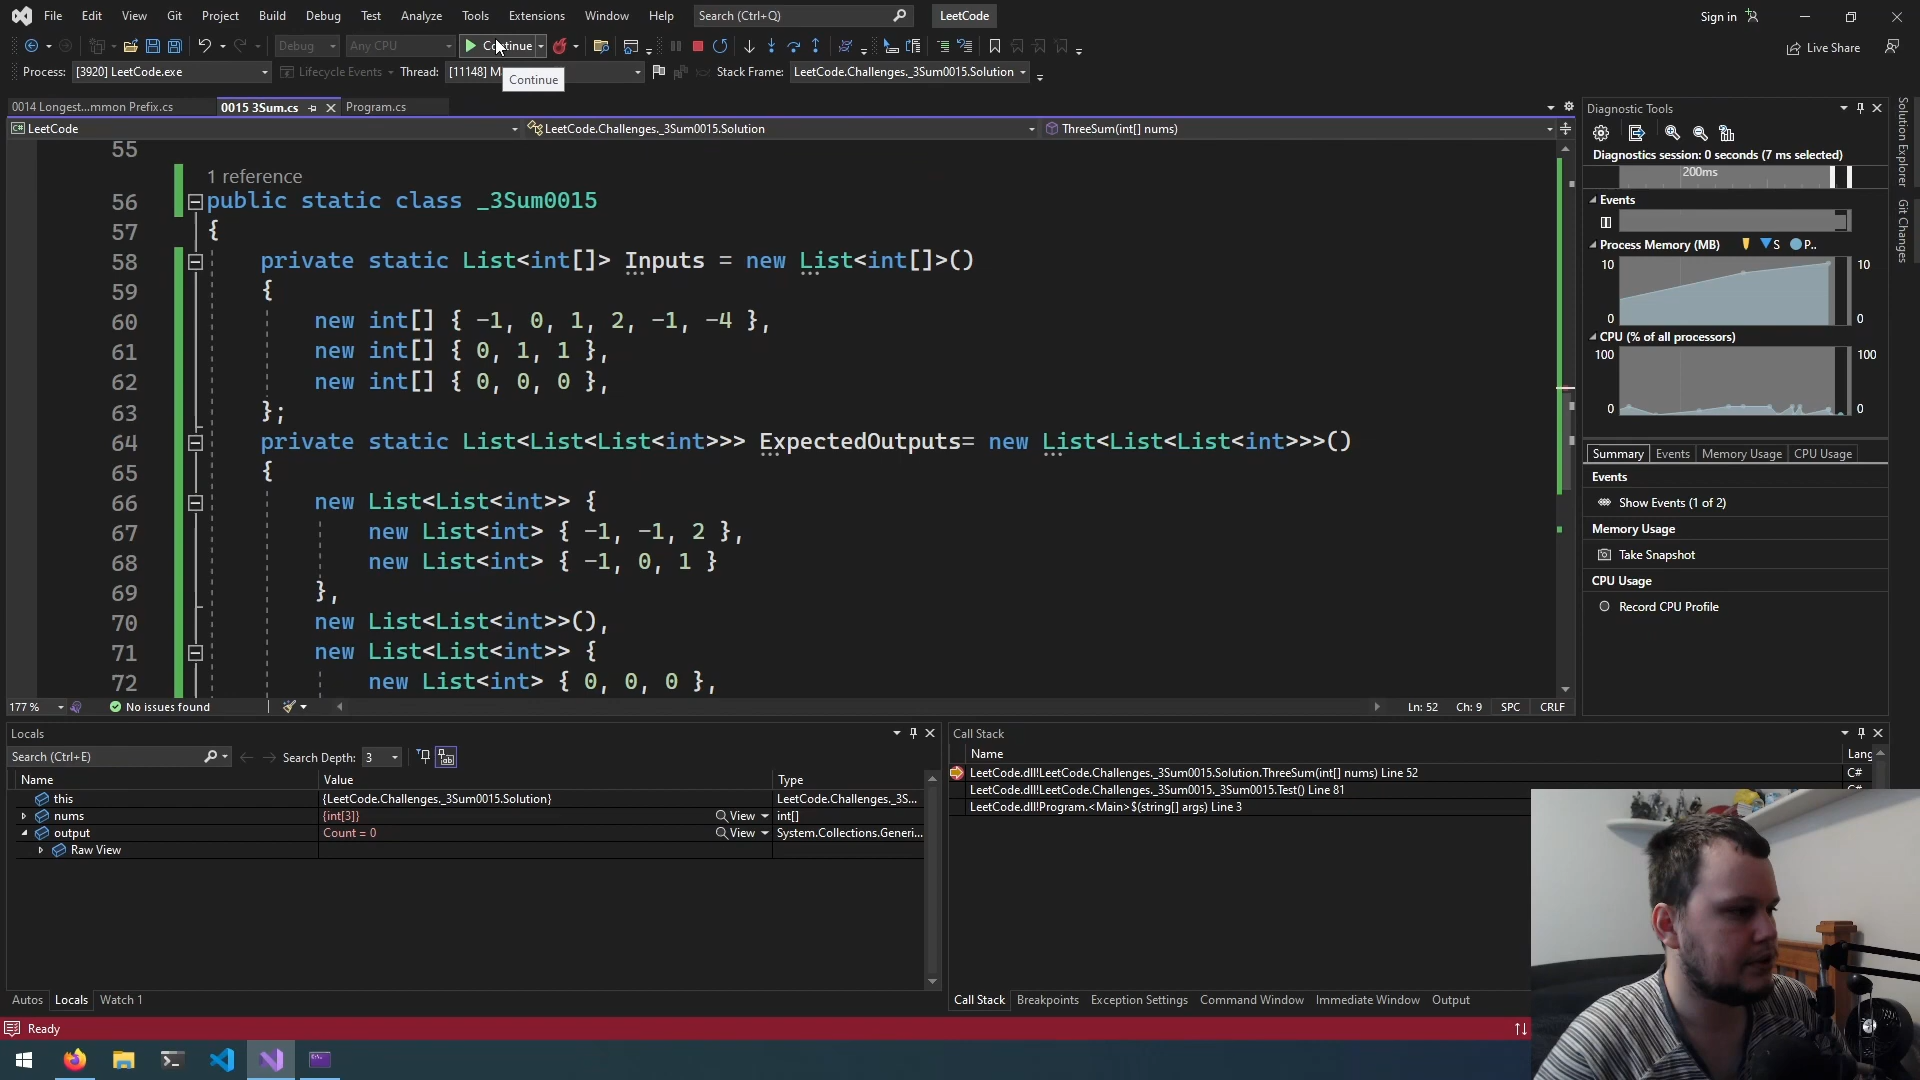 File Edit View Git Project Build Debug Test Analyze Tools Extensions Window Help Search (Ctrl+Q) LeetCode Sign in
Debug Any CPU Continue Live Share
Process: [3920] LeetCode.exe Lifecycle Events Thread: [11148] M Stack Frame: LeetCode.Challenges._3Sum0015.Solution
Continue
0014 Longest...mmon Prefix.cs 0015 3Sum.cs Program.cs
LeetCode LeetCode.Challenges._3Sum0015.Solution ThreeSum(int[] nums)
55
1 reference
56 public static class _3Sum0015
57 {
58 private static List<int[]> Inputs = new List<int[]>()
59 {
60 new int[] { -1, 0, 1, 2, -1, -4 },
61 new int[] { 0, 1, 1 },
62 new int[] { 0, 0, 0 },
63 };
64 private static List<List<List<int>>> ExpectedOutputs= new List<List<List<int>>>()
65 {
66 new List<List<int>> {
67 new List<int> { -1, -1, 2 },
68 new List<int> { -1, 0, 1 }
69 },
70 new List<List<int>>(),
71 new List<List<int>> {
72 new List<int> { 0, 0, 0 },
177 % No issues found Ln: 52 Ch: 9 SPC CRLF
Diagnostic Tools
Diagnostics session: 0 seconds (7 ms selected)
200ms
Events
Process Memory (MB) S P..
10 10
0 0
CPU (% of all processors)
100 100
0 0
Summary Events Memory Usage CPU Usage
Events
Show Events (1 of 2)
Memory Usage
Take Snapshot
CPU Usage
Record CPU Profile
Solution Explorer
Git Changes
Locals
Search (Ctrl+E) Search Depth: 3
Name Value Type
this {LeetCode.Challenges._3Sum0015.Solution} LeetCode.Challenges._3S...
nums {int[3]} View int[]
output Count = 0 View System.Collections.Generi...
Raw View
Autos Locals Watch 1
Call Stack
Name Lang
LeetCode.dll!LeetCode.Challenges._3Sum0015.Solution.ThreeSum(int[] nums) Line 52 C#
LeetCode.dll!LeetCode.Challenges._3Sum0015._3Sum0015.Test() Line 81 C#
LeetCode.dll!Program.<Main>$(string[] args) Line 3
Call Stack Breakpoints Exception Settings Command Window Immediate Window Output
Ready